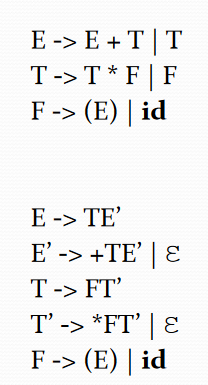 E -> E + T | T
T -> T * F | F
F -> (E) | id
E -> TE’
E’ -> +TE’ | ε
T -> FT’
T’ -> *FT’ | ε
F -> (E) | id